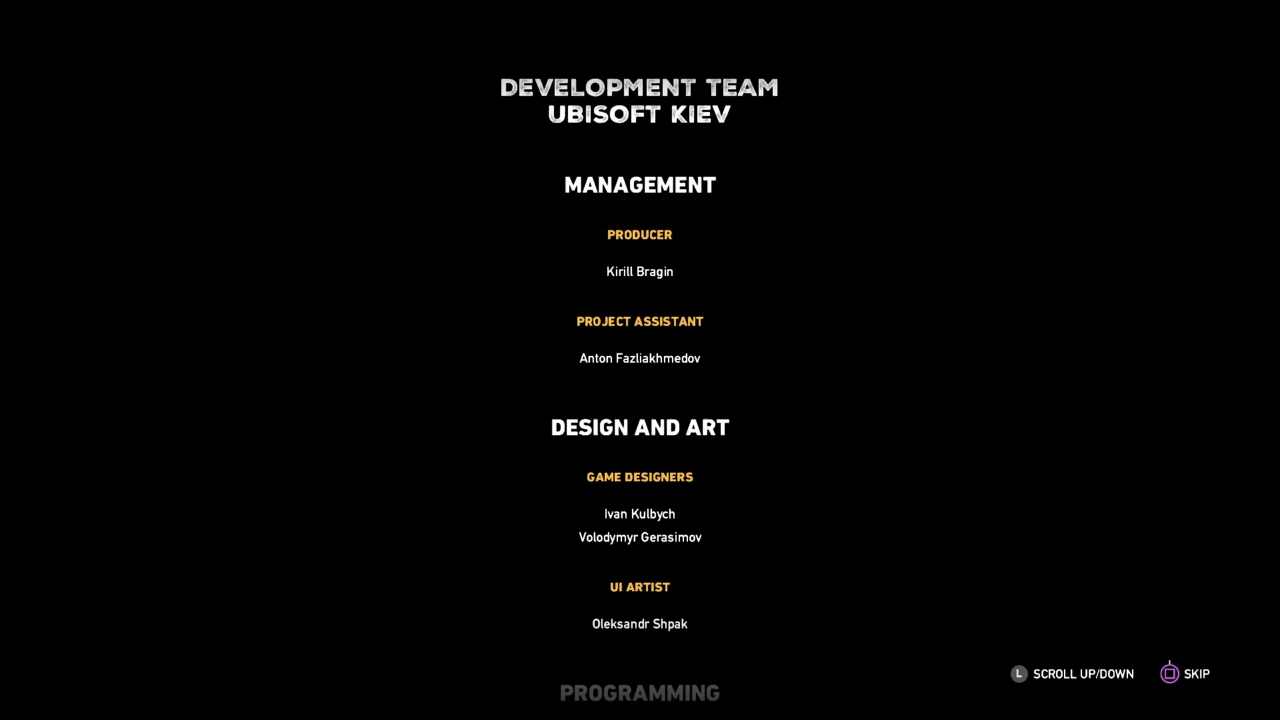 DEVELOPMENT TEAM
UBISOFT KIEV
MANAGEMENT
PRODUCER
Kirill Bragin
PROJECT ASSISTANT
Anton Fazliakhmedov
DESIGN AND ART
GAME DESIGNERS
Ivan Kulbych
Volodymyr Gerasimov
UI ARTIST
Oleksandr Shpak
L SCROLL UP/DOWN SKIP
PROGRAMMING